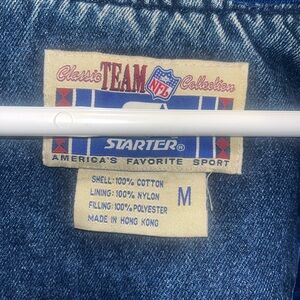 Classic TEAM NFL Collection
STARTER®
AMERICA'S FAVORITE SPORT
SHELL: 100% COTTON
LINING: 100% NYLON
FILLING: 100% POLYESTER
MADE IN HONG KONG
M